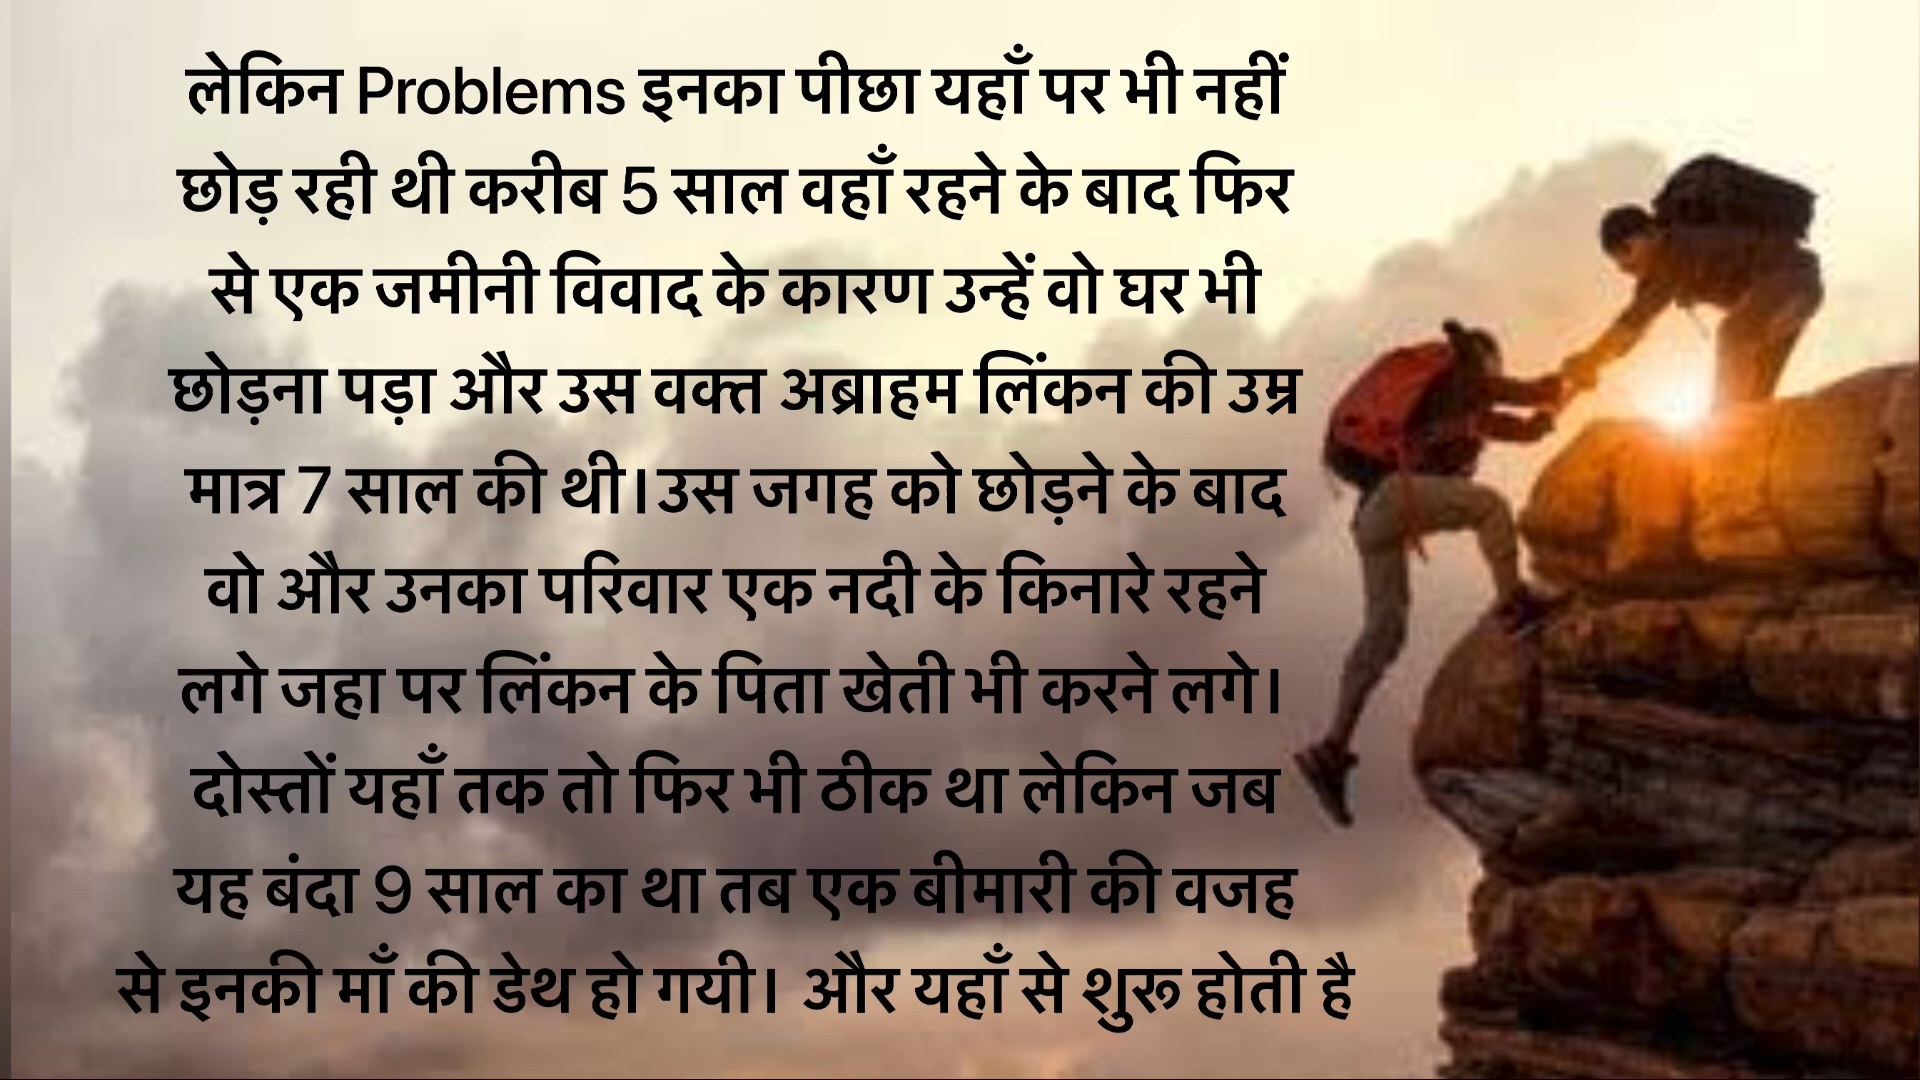 लेकिन Problems इनका पीछा यहाँ पर भी नहीं
छोड़ रही थी करीब 5 साल वहाँ रहने के बाद फिर
से एक जमीनी विवाद के कारण उन्हें वो घर भी
छोड़ना पड़ा और उस वक्त अब्राहम लिंकन की उम्र
मात्र 7 साल की थी।उस जगह को छोड़ने के बाद
वो और उनका परिवार एक नदी के किनारे रहने
लगे जहा पर लिंकन के पिता खेती भी करने लगे।
दोस्तों यहाँ तक तो फिर भी ठीक था लेकिन जब
यह बंदा 9 साल का था तब एक बीमारी की वजह
से इनकी माँ की डेथ हो गयी। और यहाँ से शुरू होती है